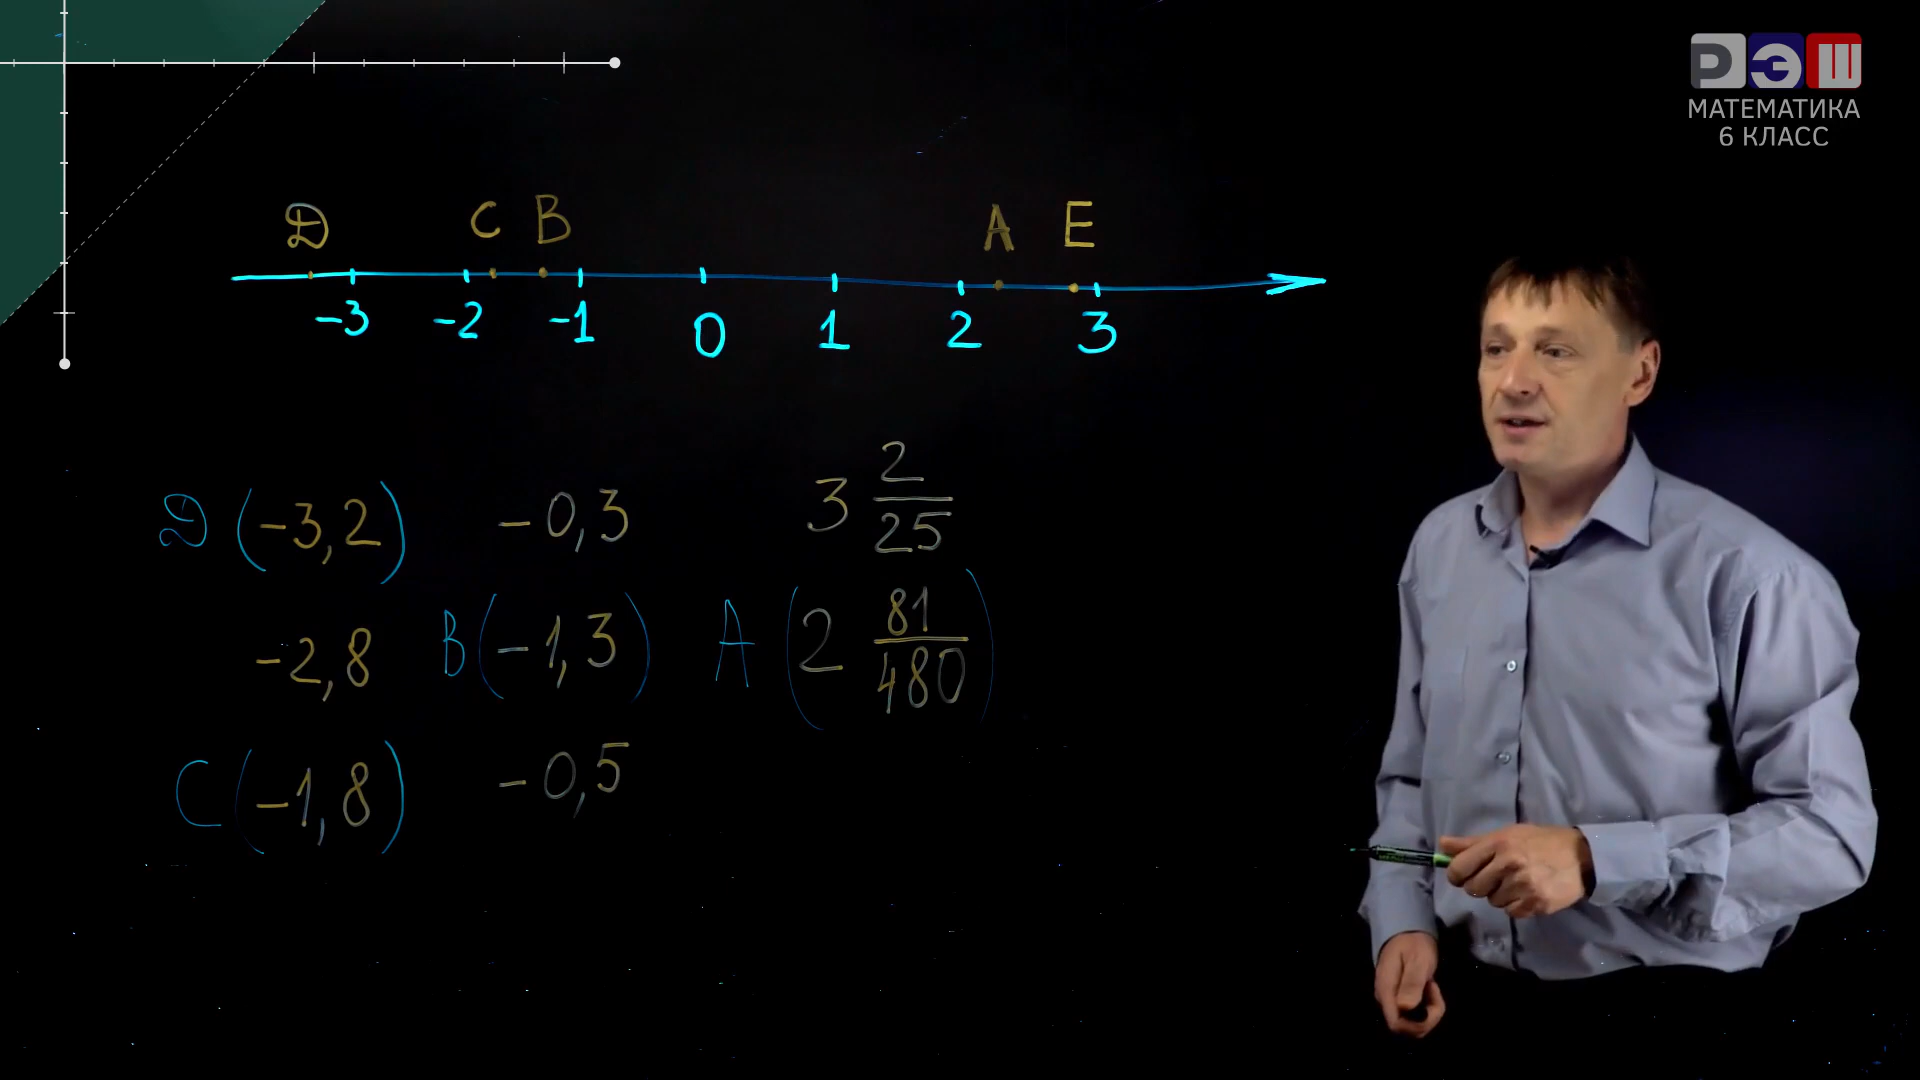 РЭШ
МАТЕМАТИКА
6 КЛАСС
D C B A E
-3 -2 -1 0 1 2 3
D (-3,2) -0,3 3 2/25
-2,8 B (-1,3) A (2 81/480)
C (-1,8) -0,5